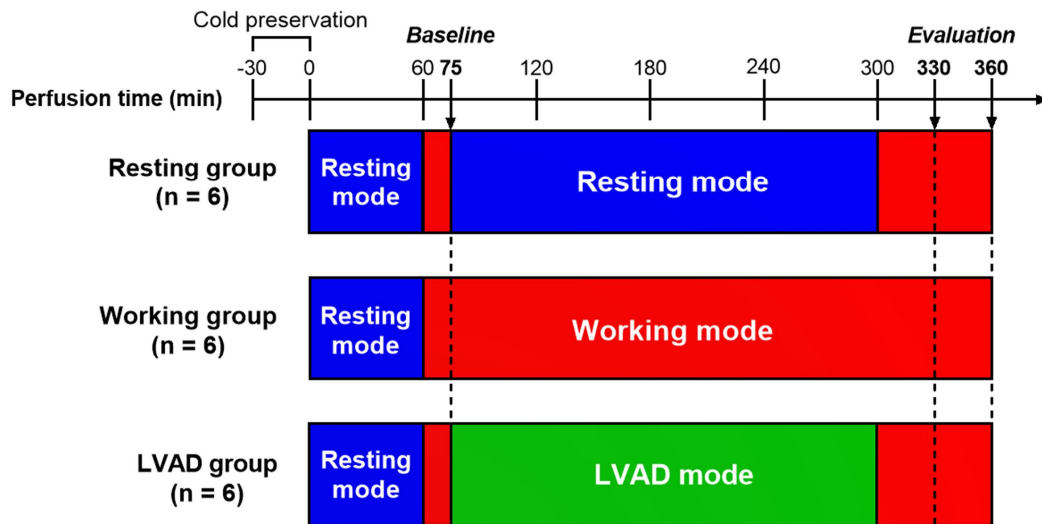 Cold preservation
Baseline
Evaluation
-30 0 60 75 120 180 240 300 330 360
Perfusion time (min)
Resting group
(n = 6)
Resting
mode
Resting mode
Working group
(n = 6)
Resting
mode
Working mode
LVAD group
(n = 6)
Resting
mode
LVAD mode